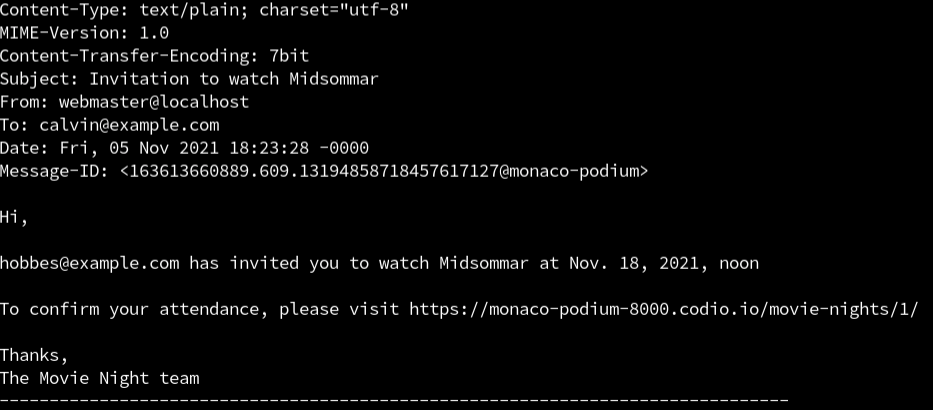 Content-Type: text/plain; charset="utf-8"
MIME-Version: 1.0
Content-Transfer-Encoding: 7bit
Subject: Invitation to watch Midsommar
From: webmaster@localhost
To: calvin@example.com
Date: Fri, 05 Nov 2021 18:23:28 -0000
Message-ID: <163613660889.609.13194858718457617127@monaco-podium>
Hi,
hobbes@example.com has invited you to watch Midsommar at Nov. 18, 2021, noon
To confirm your attendance, please visit https://monaco-podium-8000.codio.io/movie-nights/1/
Thanks,
The Movie Night team
-------------------------------------------------------------------------------